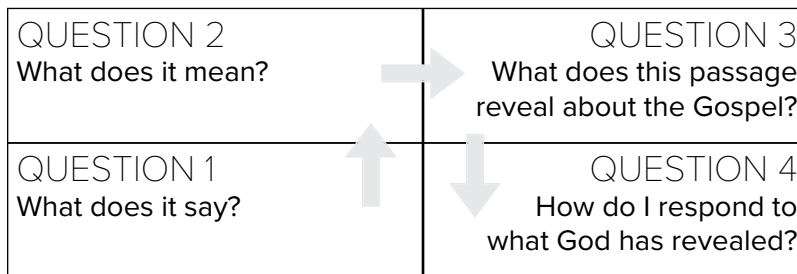 QUESTION 2
What does it mean?
QUESTION 3
What does this passage
reveal about the Gospel?
QUESTION 1
What does it say?
QUESTION 4
How do I respond to
what God has revealed?